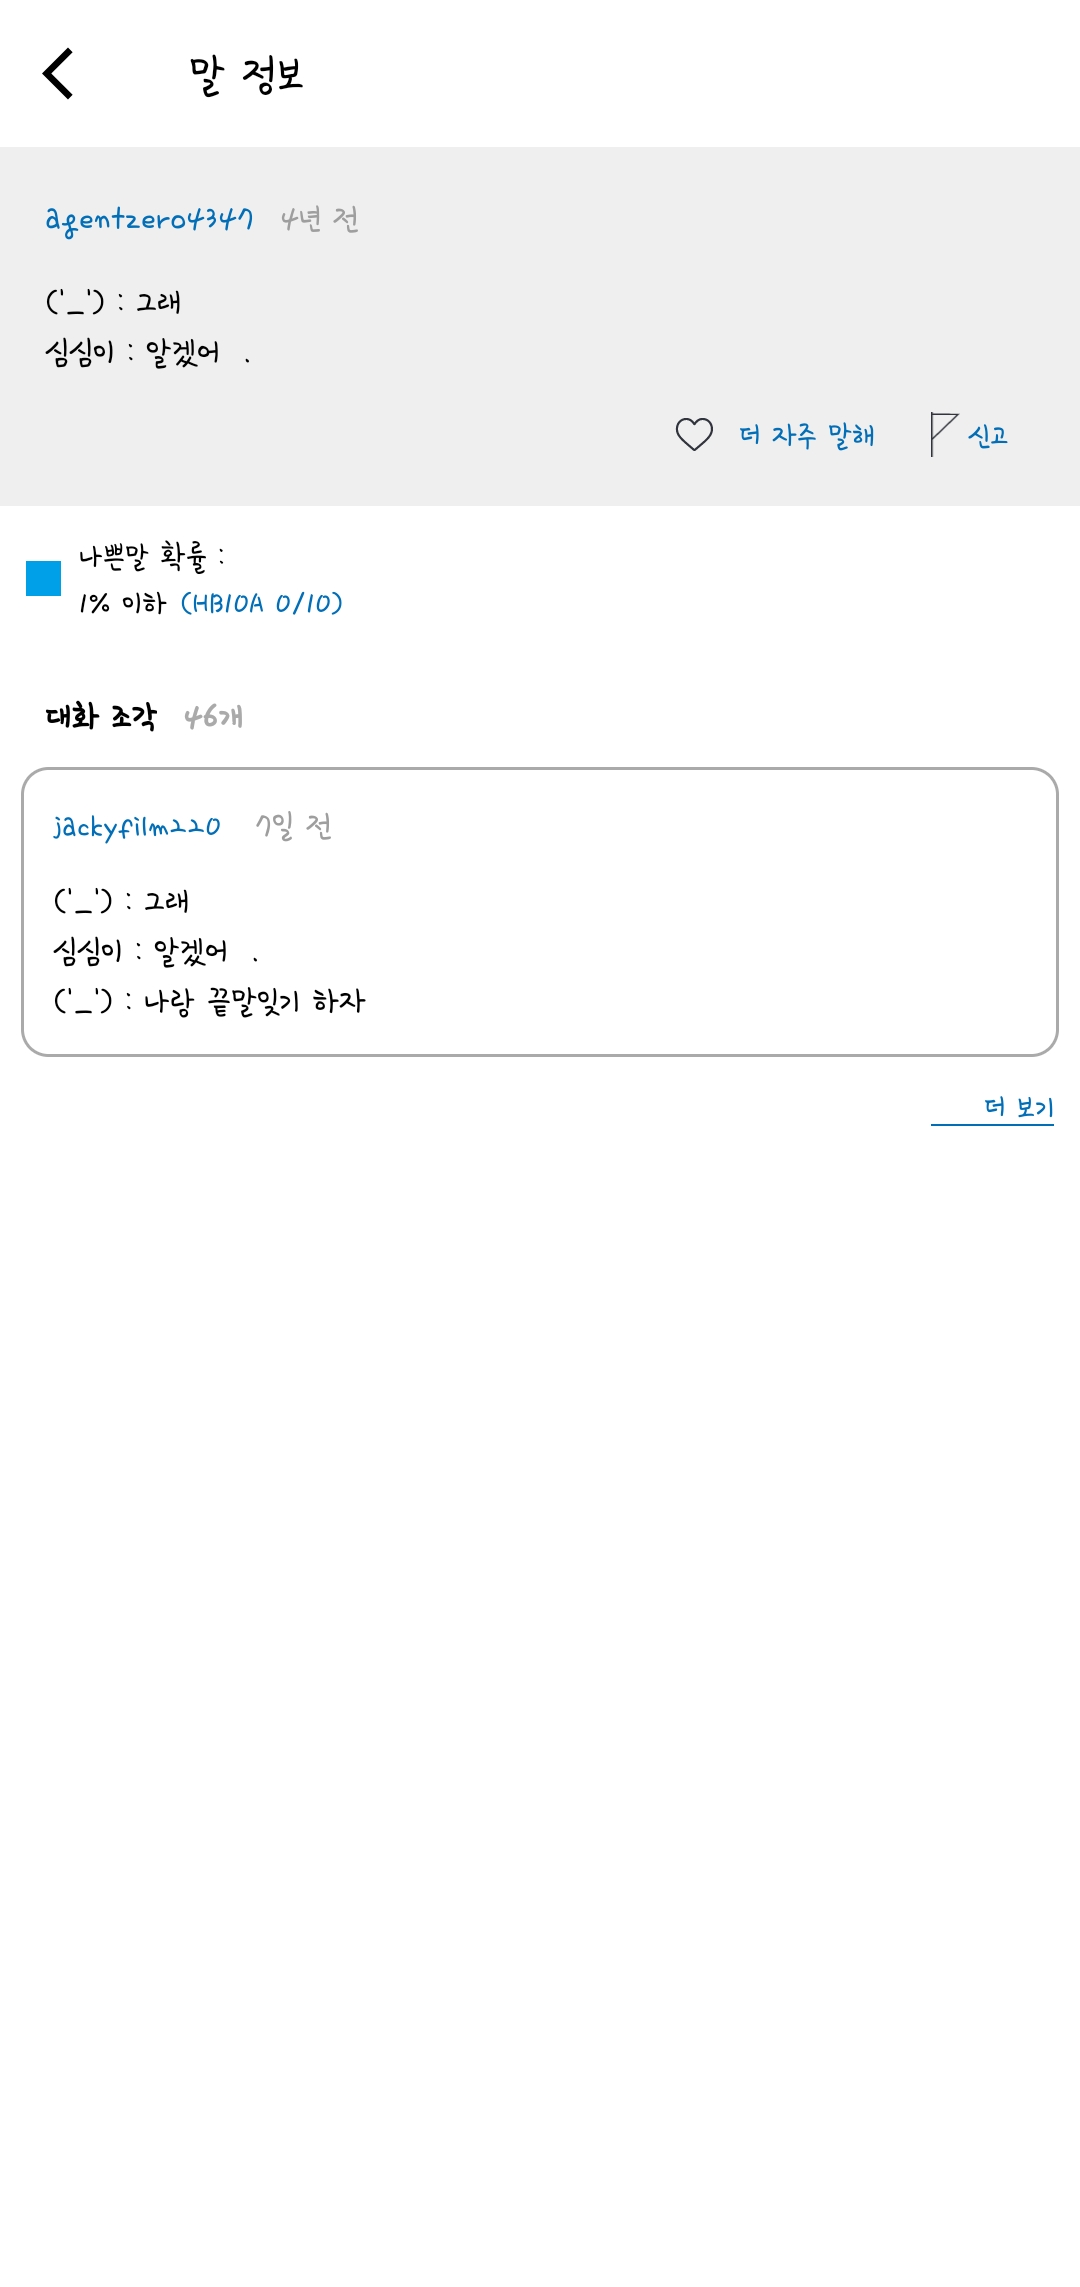 말 정보
agentzero4347 4년 전
('_') : 그래
심심이 : 알겠어 .
더 자주 말해 신고
나쁜말 확률 :
1% 이하 (HB10A 0/10)
대화 조각 46개
jackyfilm220 7일 전
('_') : 그래
심심이 : 알겠어 .
('_') : 나랑 끝말잇기 하자
더 보기